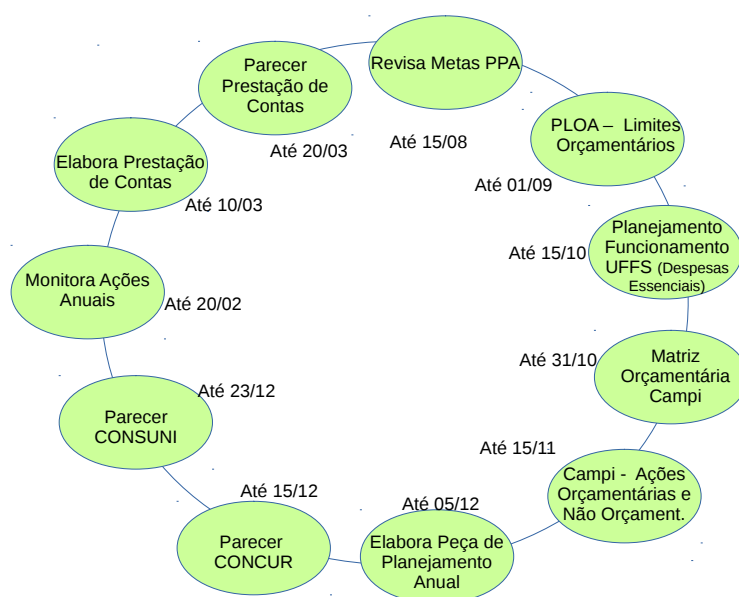 Revisa Metas PPA
Até 15/08
PLOA – Limites
Orçamentários
Até 01/09
Planejamento
Funcionamento
UFFS (Despesas
Essenciais)
Até 15/10
Matriz
Orçamentária
Campi
Até 31/10
Campi - Ações
Orçamentárias e
Não Orçament.
Até 15/11
Elabora Peça de
Planejamento
Anual
Até 05/12
Parecer
CONCUR
Até 15/12
Parecer
CONSUNI
Até 23/12
Monitora Ações
Anuais
Até 20/02
Elabora Prestação
de Contas
Até 10/03
Parecer
Prestação de
Contas
Até 20/03